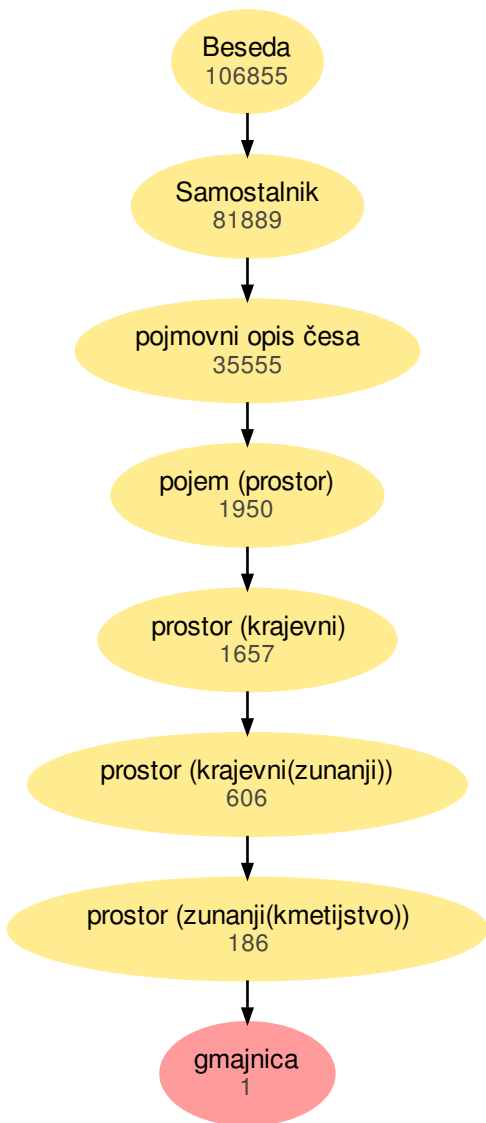 Beseda
106855
Samostalnik
81889
pojmovni opis česa
35555
pojem (prostor)
1950
prostor (krajevni)
1657
prostor (krajevni(zunanji))
606
prostor (zunanji(kmetijstvo))
186
gmajnica
1